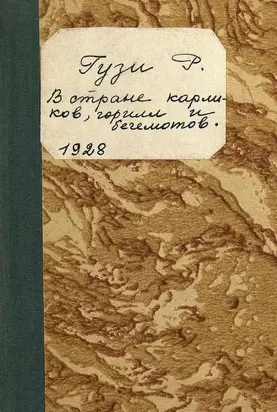 Гузи Р.
В стране карли-
ков, горилл и
бегемотов.
1928